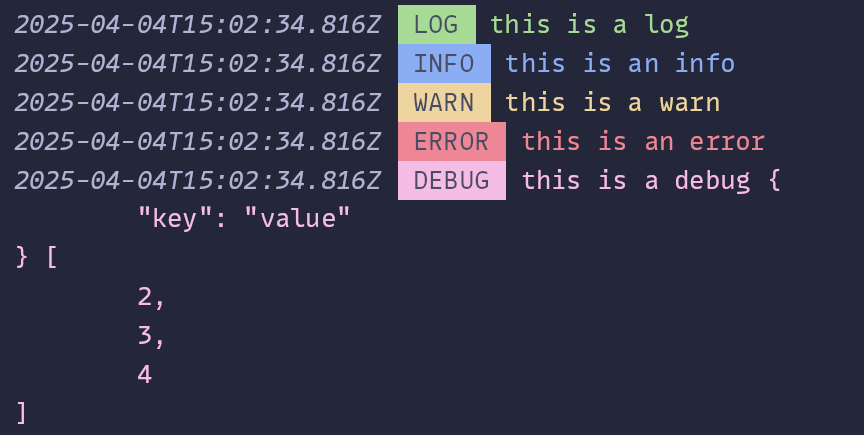 2025-04-04T15:02:34.816Z LOG this is a log
2025-04-04T15:02:34.816Z INFO this is an info
2025-04-04T15:02:34.816Z WARN this is a warn
2025-04-04T15:02:34.816Z ERROR this is an error
2025-04-04T15:02:34.816Z DEBUG this is a debug {
        "key": "value"
} [
        2,
        3,
        4
]